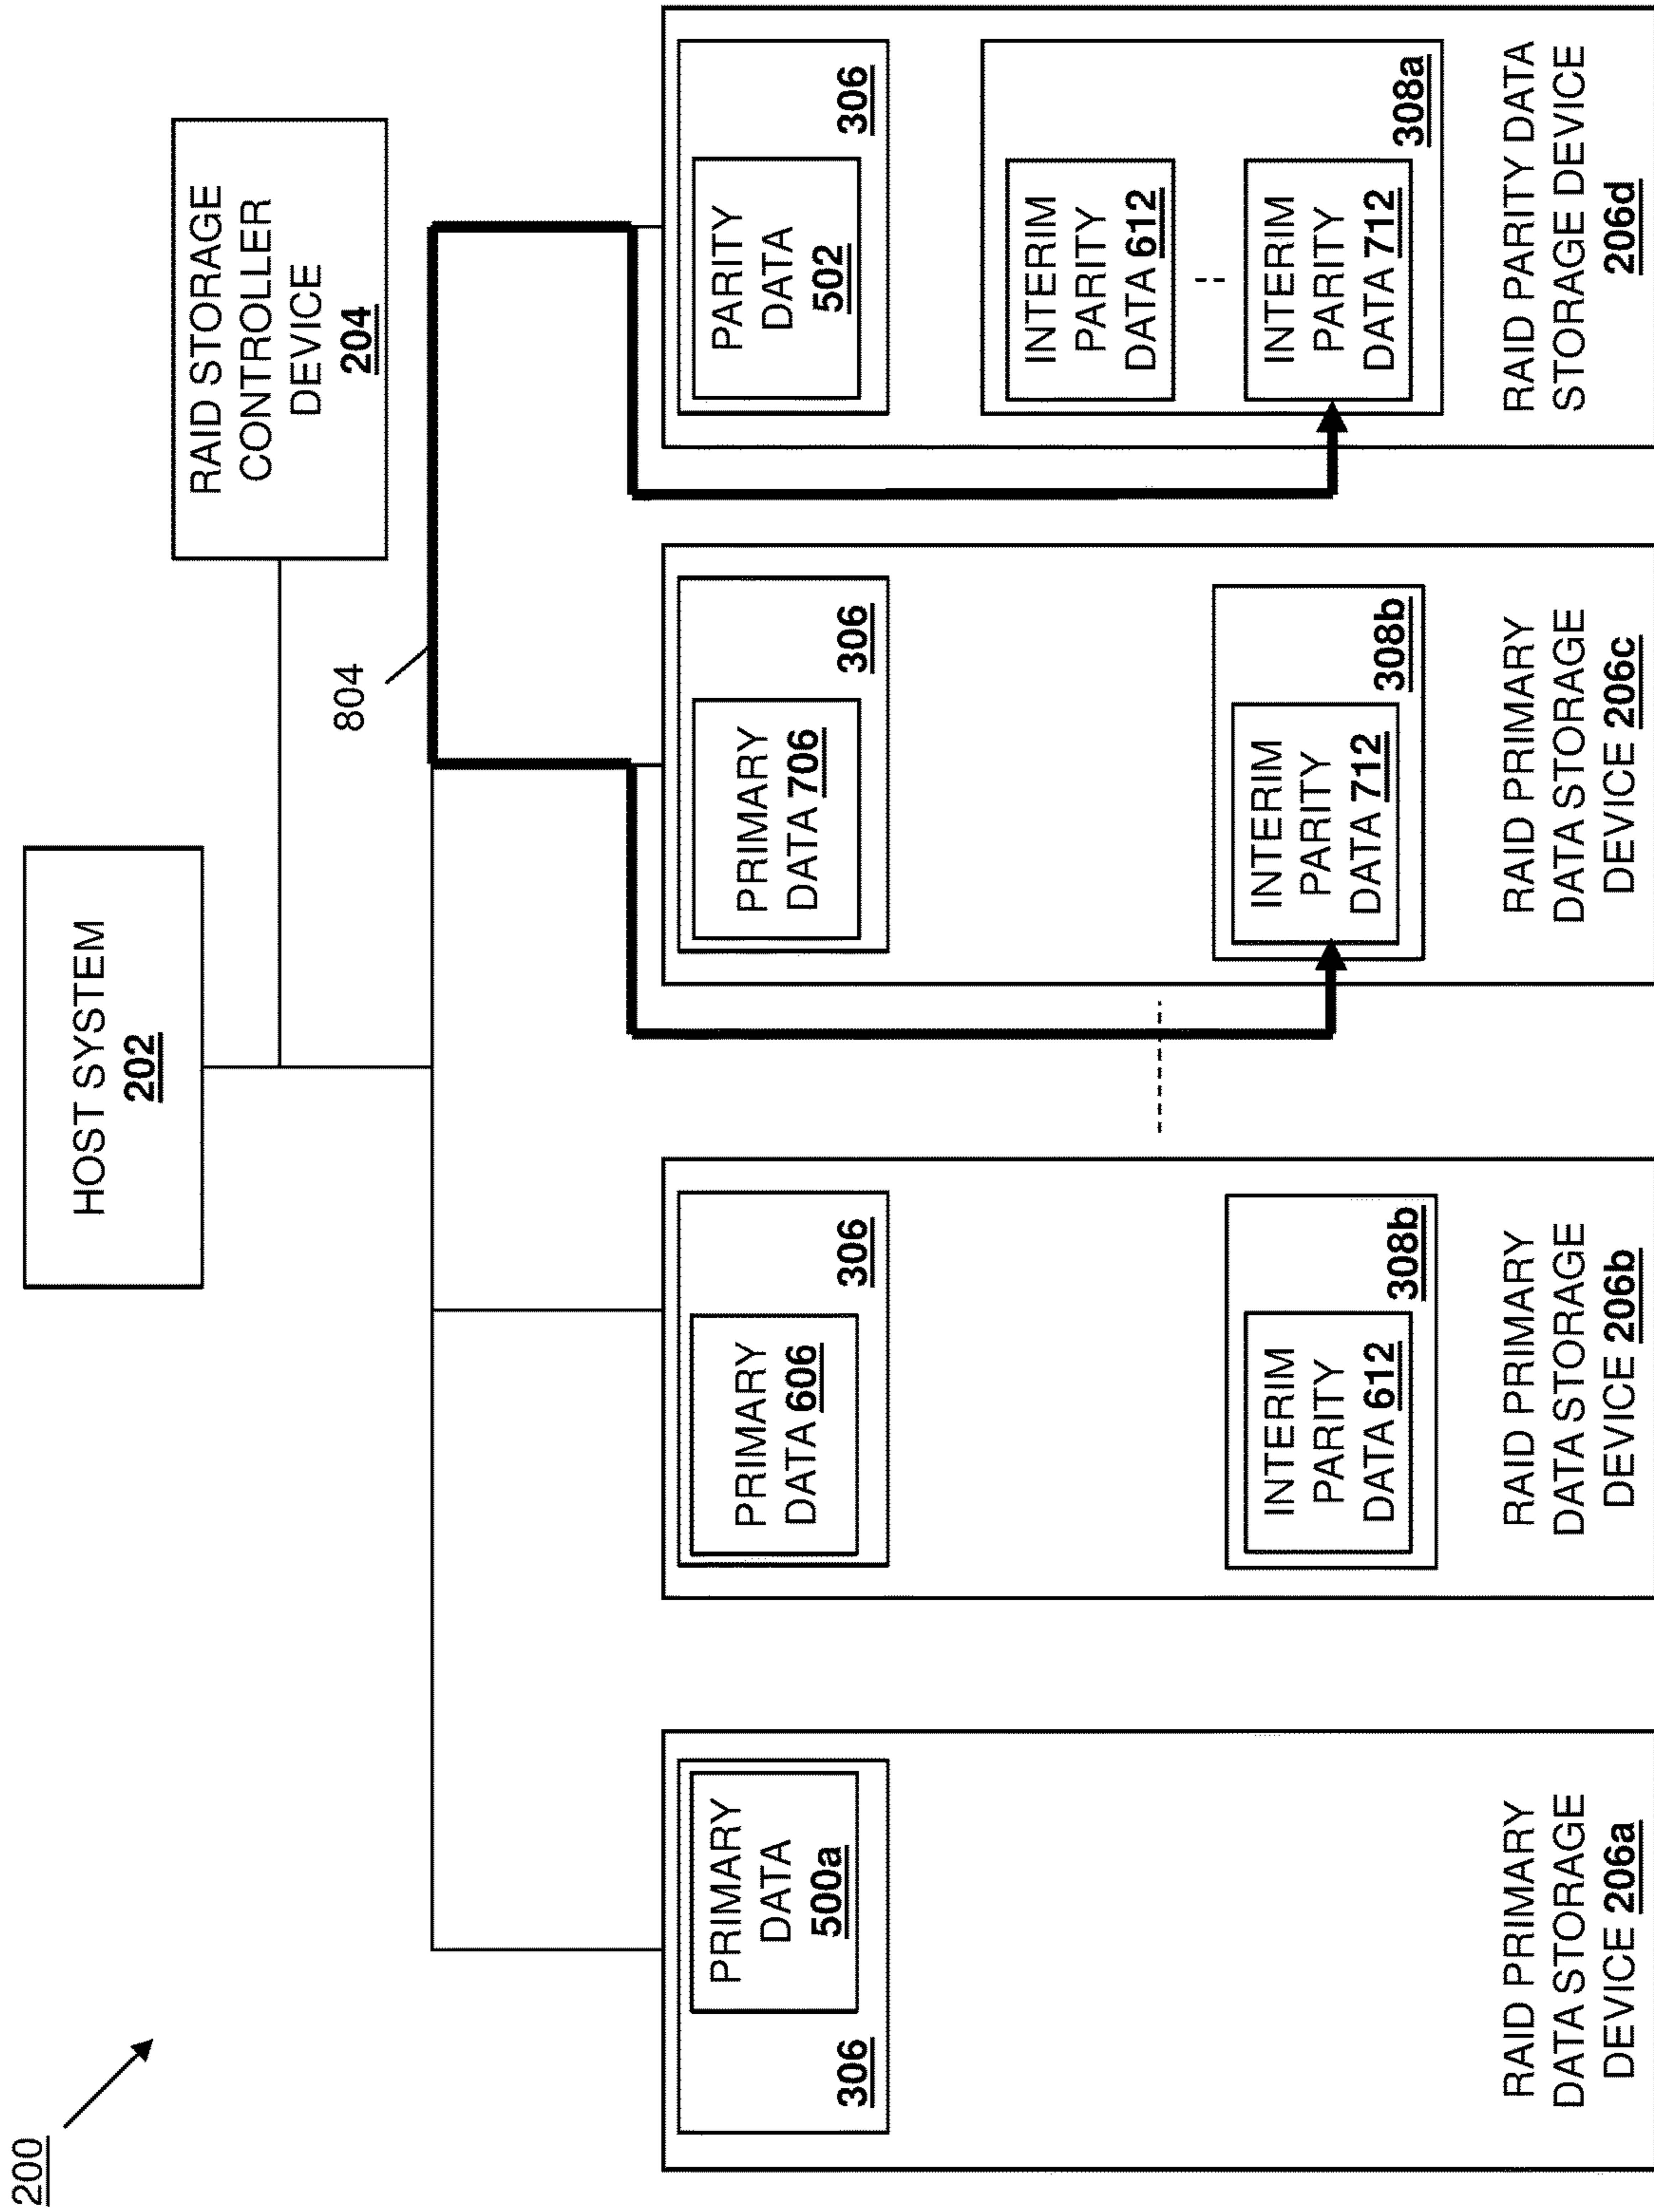 200
HOST SYSTEM
202
RAID STORAGE
CONTROLLER
DEVICE
204
804
306
PRIMARY
DATA
500a
RAID PRIMARY
DATA STORAGE
DEVICE 206a
PRIMARY
DATA 606
306
INTERIM
PARITY
DATA 612
308b
RAID PRIMARY
DATA STORAGE
DEVICE 206b
PRIMARY
DATA 706
306
INTERIM
PARITY
DATA 712
308b
RAID PRIMARY
DATA STORAGE
DEVICE 206c
PARITY
DATA
502
306
INTERIM
PARITY
DATA 612
INTERIM
PARITY
DATA 712
308a
RAID PARITY DATA
STORAGE DEVICE
206d